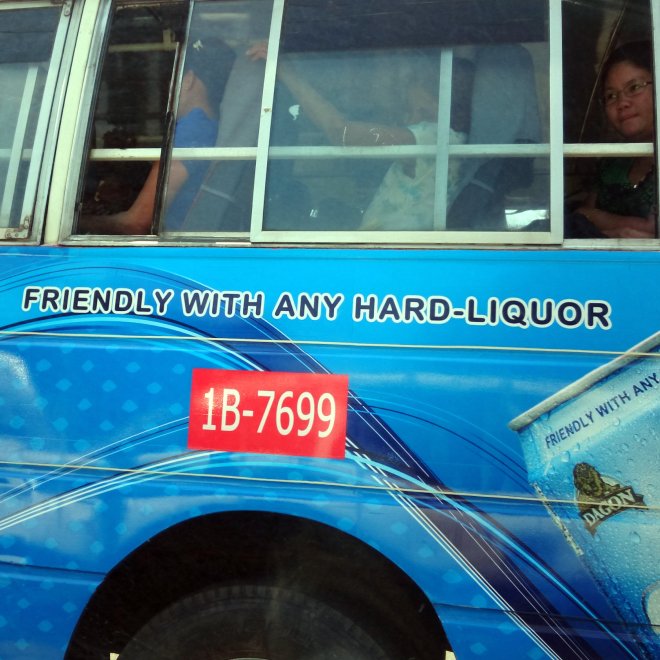 FRIENDLY WITH ANY HARD-LIQUOR
1B-7699
FRIENDLY WITH ANY
DAGON